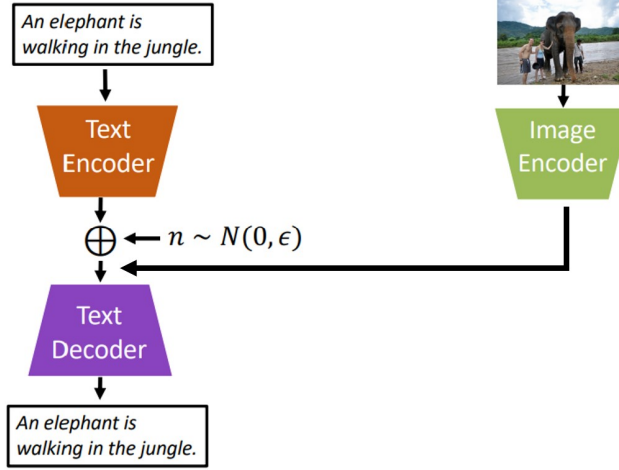 An elephant is
walking in the jungle.
Text
Encoder
Image
Encoder
n ~ N(0, ϵ)
Text
Decoder
An elephant is
walking in the jungle.